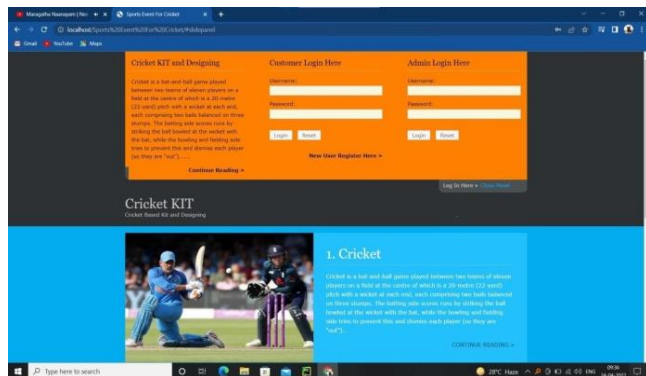 Maragatha Naanayam | No
Sports Event For Cricket
localhost/Sports%20Event%20For%20Cricket/#slidepanel
Gmail
YouTube
Maps
Cricket KIT and Designing
Cricket is a bat-and-ball game played
between two teams of eleven players on a
field at the centre of which is a 20-metre
(22-yard) pitch with a wicket at each end,
each comprising two bails balanced on three
stumps. The batting side scores runs by
striking the ball bowled at the wicket with
the bat, while the bowling and fielding
side tries to prevent this and dismiss each player
(so they are "out").......
Continue Reading »
Customer Login Here
Username:
Password:
Login Reset
New User Register Here »
Admin Login Here
Username:
Password:
Login Reset
Log In Here » Close Panel
Cricket KIT
Cricket Based Kit and Designing
1. Cricket
Cricket is a bat-and-ball game played between two teams of eleven
players on a field at the centre of which is a 20-metre (22-yard)
pitch with a wicket at each end, each comprising two bails balanced
on three stumps. The batting side scores runs by striking the ball
bowled at the wicket with the bat, while the bowling and fielding
side tries to prevent this and dismiss each player (so they are
"out")..
CONTINUE READING »
Type here to search
28°C Haze
ENG
09:36
16-04-2023